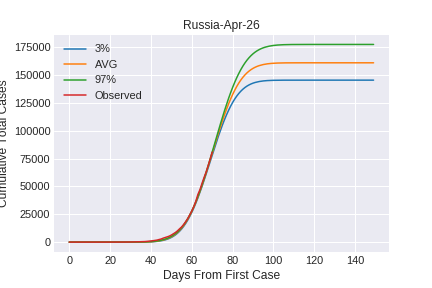 Russia-Apr-26
3%
AVG
97%
Observed
175000
150000
125000
100000
75000
50000
25000
0
Cumulative Total Cases
0 20 40 60 80 100 120 140
Days From First Case